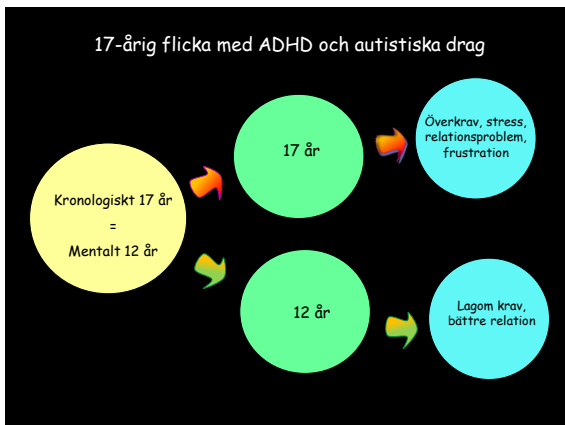 17-årig flicka med ADHD och autistiska drag
Kronologiskt 17 år
=
Mentalt 12 år
17 år
Överkrav, stress,
relationsproblem,
frustration
12 år
Lagom krav,
bättre relation